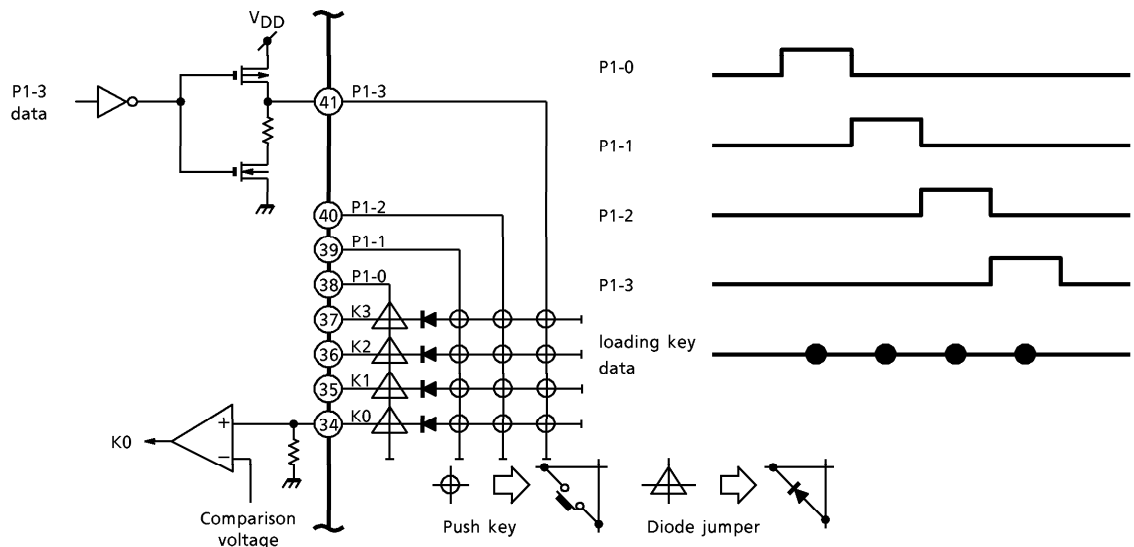 VDD
P1-3
data
41 P1-3
40 P1-2
39 P1-1
38 P1-0
37 K3
36 K2
35 K1
34 K0
+
−
K0
Comparison
voltage
Push key
Diode jumper
P1-0
P1-1
P1-2
P1-3
loading key
data